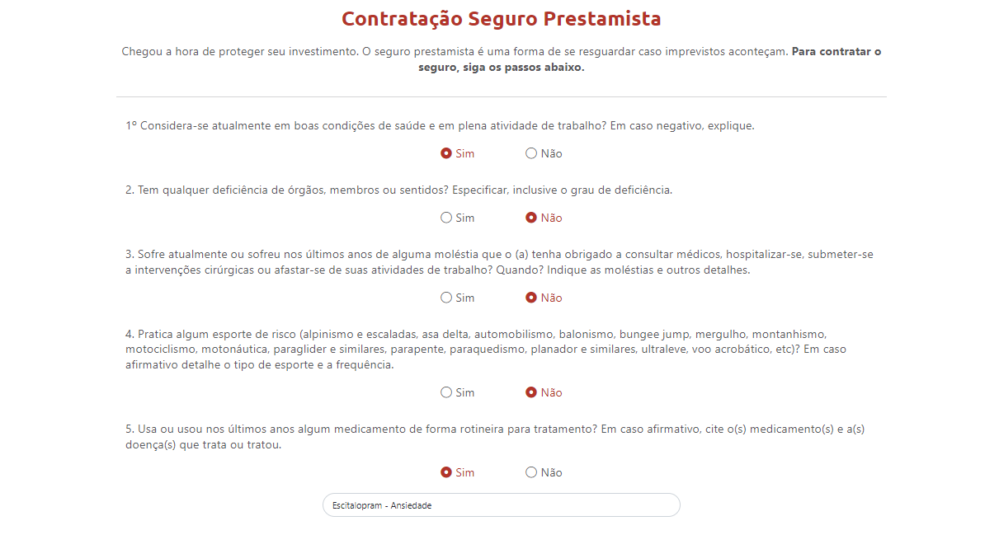 Contratação Seguro Prestamista
Chegou a hora de proteger seu investimento. O seguro prestamista é uma forma de se resguardar caso imprevistos aconteçam. Para contratar o
seguro, siga os passos abaixo.
1º Considera-se atualmente em boas condições de saúde e em plena atividade de trabalho? Em caso negativo, explique.
Sim Não
2. Tem qualquer deficiência de órgãos, membros ou sentidos? Especificar, inclusive o grau de deficiência.
Sim Não
3. Sofre atualmente ou sofreu nos últimos anos de alguma moléstia que o (a) tenha obrigado a consultar médicos, hospitalizar-se, submeter-se
a intervenções cirúrgicas ou afastar-se de suas atividades de trabalho? Quando? Indique as moléstias e outros detalhes.
Sim Não
4. Pratica algum esporte de risco (alpinismo e escaladas, asa delta, automobilismo, balonismo, bungee jump, mergulho, montanhismo,
motociclismo, motonáutica, paraglider e similares, parapente, paraquedismo, planador e similares, ultraleve, voo acrobático, etc)? Em caso
afirmativo detalhe o tipo de esporte e a frequência.
Sim Não
5. Usa ou usou nos últimos anos algum medicamento de forma rotineira para tratamento? Em caso afirmativo, cite o(s) medicamento(s) e a(s)
doença(s) que trata ou tratou.
Sim Não
Escitalopram - Ansiedade